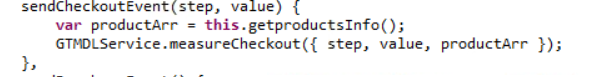 sendCheckoutEvent(step, value) {
    var productArr = this.getproductsInfo();
    GTMDLService.measureCheckout({ step, value, productArr });
},